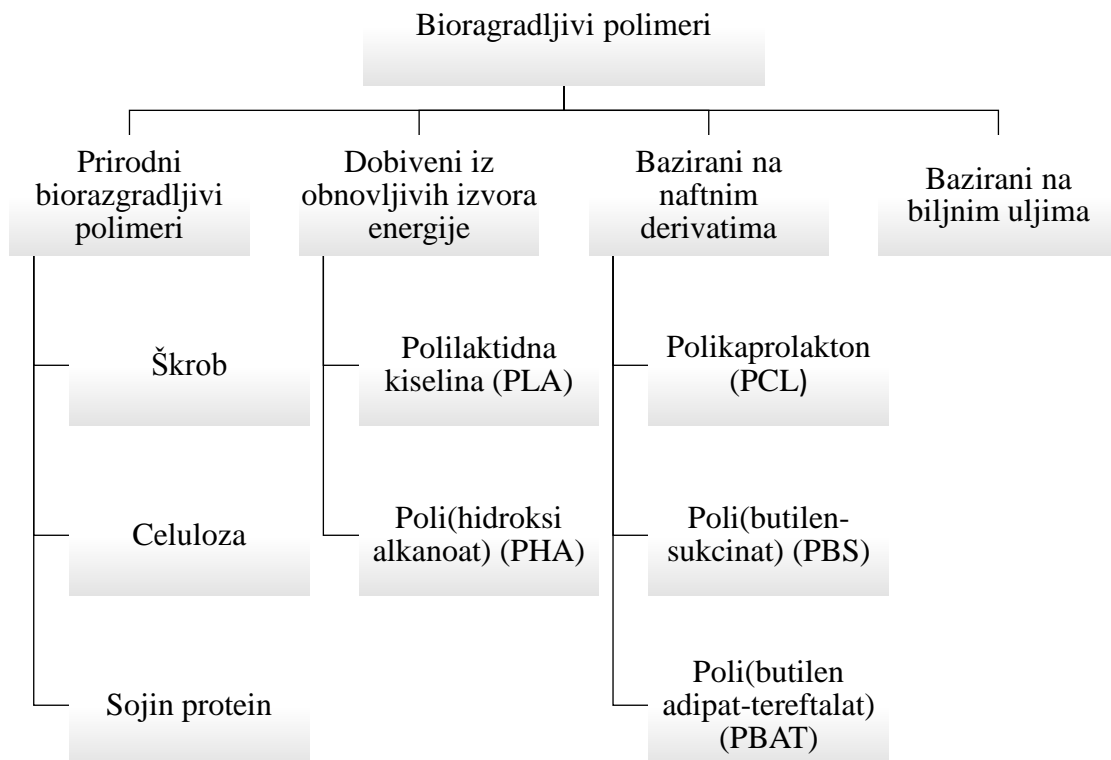 Bioragradljivi polimeri
Prirodni
biorazgradljivi
polimeri
Dobiveni iz
obnovljivih izvora
energije
Bazirani na
naftnim
derivatima
Bazirani na
biljnim uljima
Škrob
Celuloza
Sojin protein
Polilaktidna
kiselina (PLA)
Poli(hidroksi
alkanoat) (PHA)
Polikaprolakton
(PCL)
Poli(butilen-
sukcinat) (PBS)
Poli(butilen
adipat-tereftalat)
(PBAT)